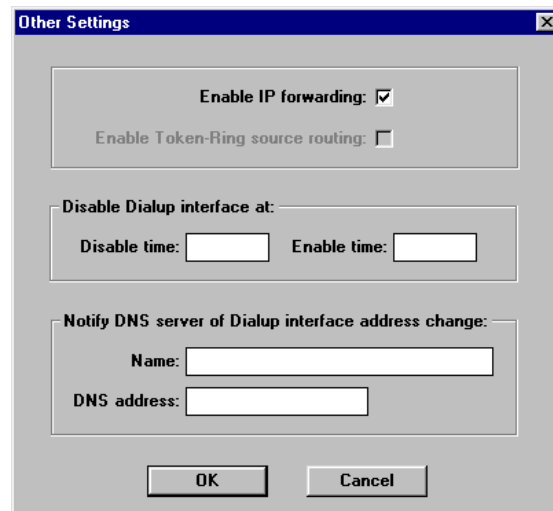 Other Settings
Enable IP forwarding:
Enable Token-Ring source routing:
Disable Dialup interface at:
Disable time: Enable time:
Notify DNS server of Dialup interface address change:
Name:
DNS address:
OK Cancel